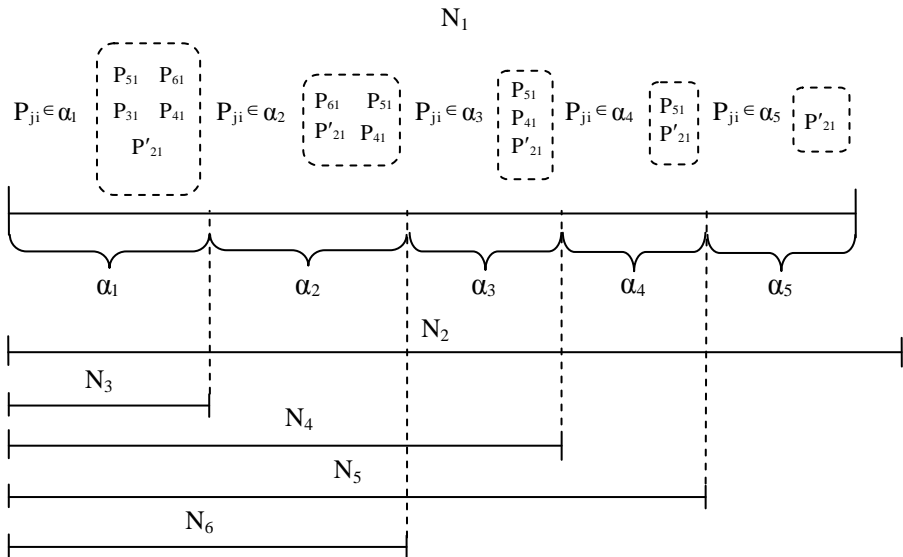 N₁
P₅₁ P₆₁ P₃₁ P₄₁ P′₂₁
P₆₁ P₅₁ P′₂₁ P₄₁
P₅₁ P₄₁ P′₂₁
P₅₁ P′₂₁
P′₂₁
Pⱼᵢ∈α₁ Pⱼᵢ∈α₂ Pⱼᵢ∈α₃ Pⱼᵢ∈α₄ Pⱼᵢ∈α₅
α₁ α₂ α₃ α₄ α₅
N₂
N₃
N₄
N₅
N₆